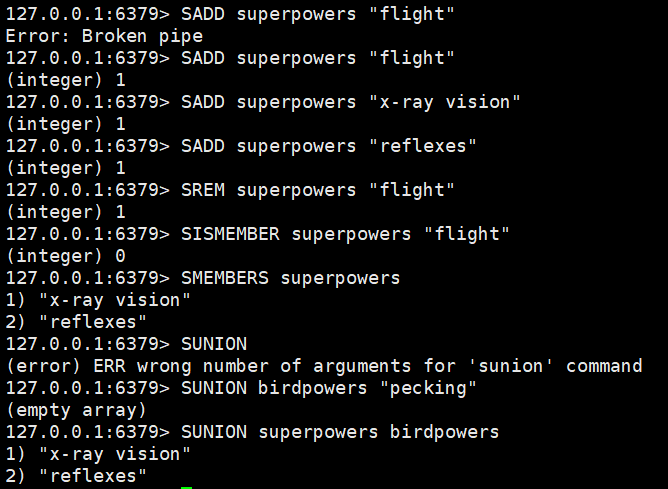 127.0.0.1:6379> SADD superpowers "flight"
Error: Broken pipe
127.0.0.1:6379> SADD superpowers "flight"
(integer) 1
127.0.0.1:6379> SADD superpowers "x-ray vision"
(integer) 1
127.0.0.1:6379> SADD superpowers "reflexes"
(integer) 1
127.0.0.1:6379> SREM superpowers "flight"
(integer) 1
127.0.0.1:6379> SISMEMBER superpowers "flight"
(integer) 0
127.0.0.1:6379> SMEMBERS superpowers
1) "x-ray vision"
2) "reflexes"
127.0.0.1:6379> SUNION
(error) ERR wrong number of arguments for 'sunion' command
127.0.0.1:6379> SUNION birdpowers "pecking"
(empty array)
127.0.0.1:6379> SUNION superpowers birdpowers
1) "x-ray vision"
2) "reflexes"